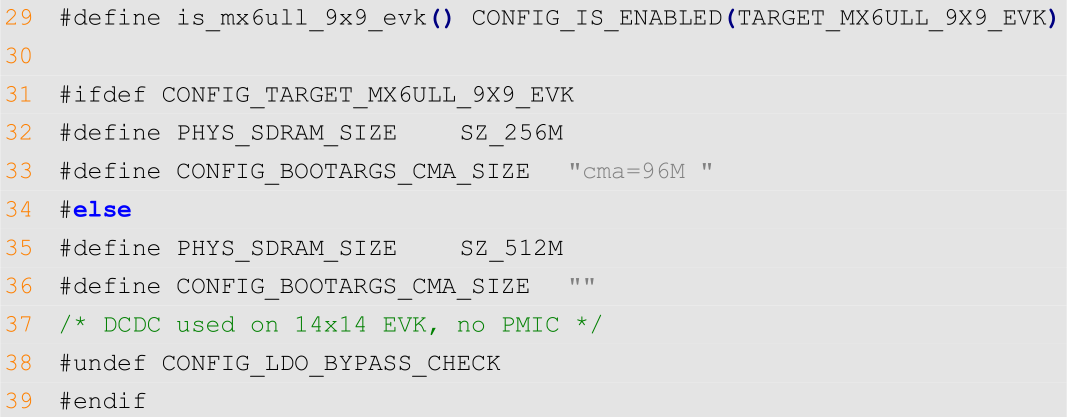 29 #define is_mx6ull_9x9_evk() CONFIG_IS_ENABLED(TARGET_MX6ULL_9X9_EVK)
30
31 #ifdef CONFIG_TARGET_MX6ULL_9X9_EVK
32 #define PHYS_SDRAM_SIZE    SZ_256M
33 #define CONFIG_BOOTARGS_CMA_SIZE   "cma=96M "
34 #else
35 #define PHYS_SDRAM_SIZE    SZ_512M
36 #define CONFIG_BOOTARGS_CMA_SIZE   ""
37 /* DCDC used on 14x14 EVK, no PMIC */
38 #undef CONFIG_LDO_BYPASS_CHECK
39 #endif